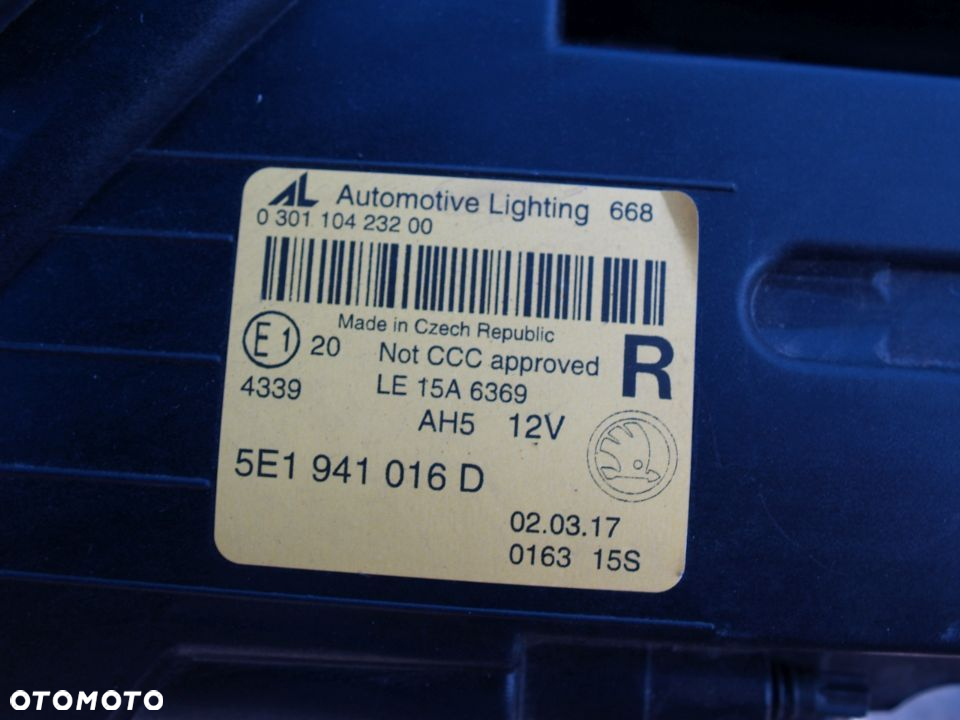 AL Automotive Lighting 668
0 301 104 232 00
Made in Czech Republic
E1 20 Not CCC approved R
4339 LE 15A 6369
AH5 12V
5E1 941 016 D
02.03.17
0163 15S
OTOMOTO